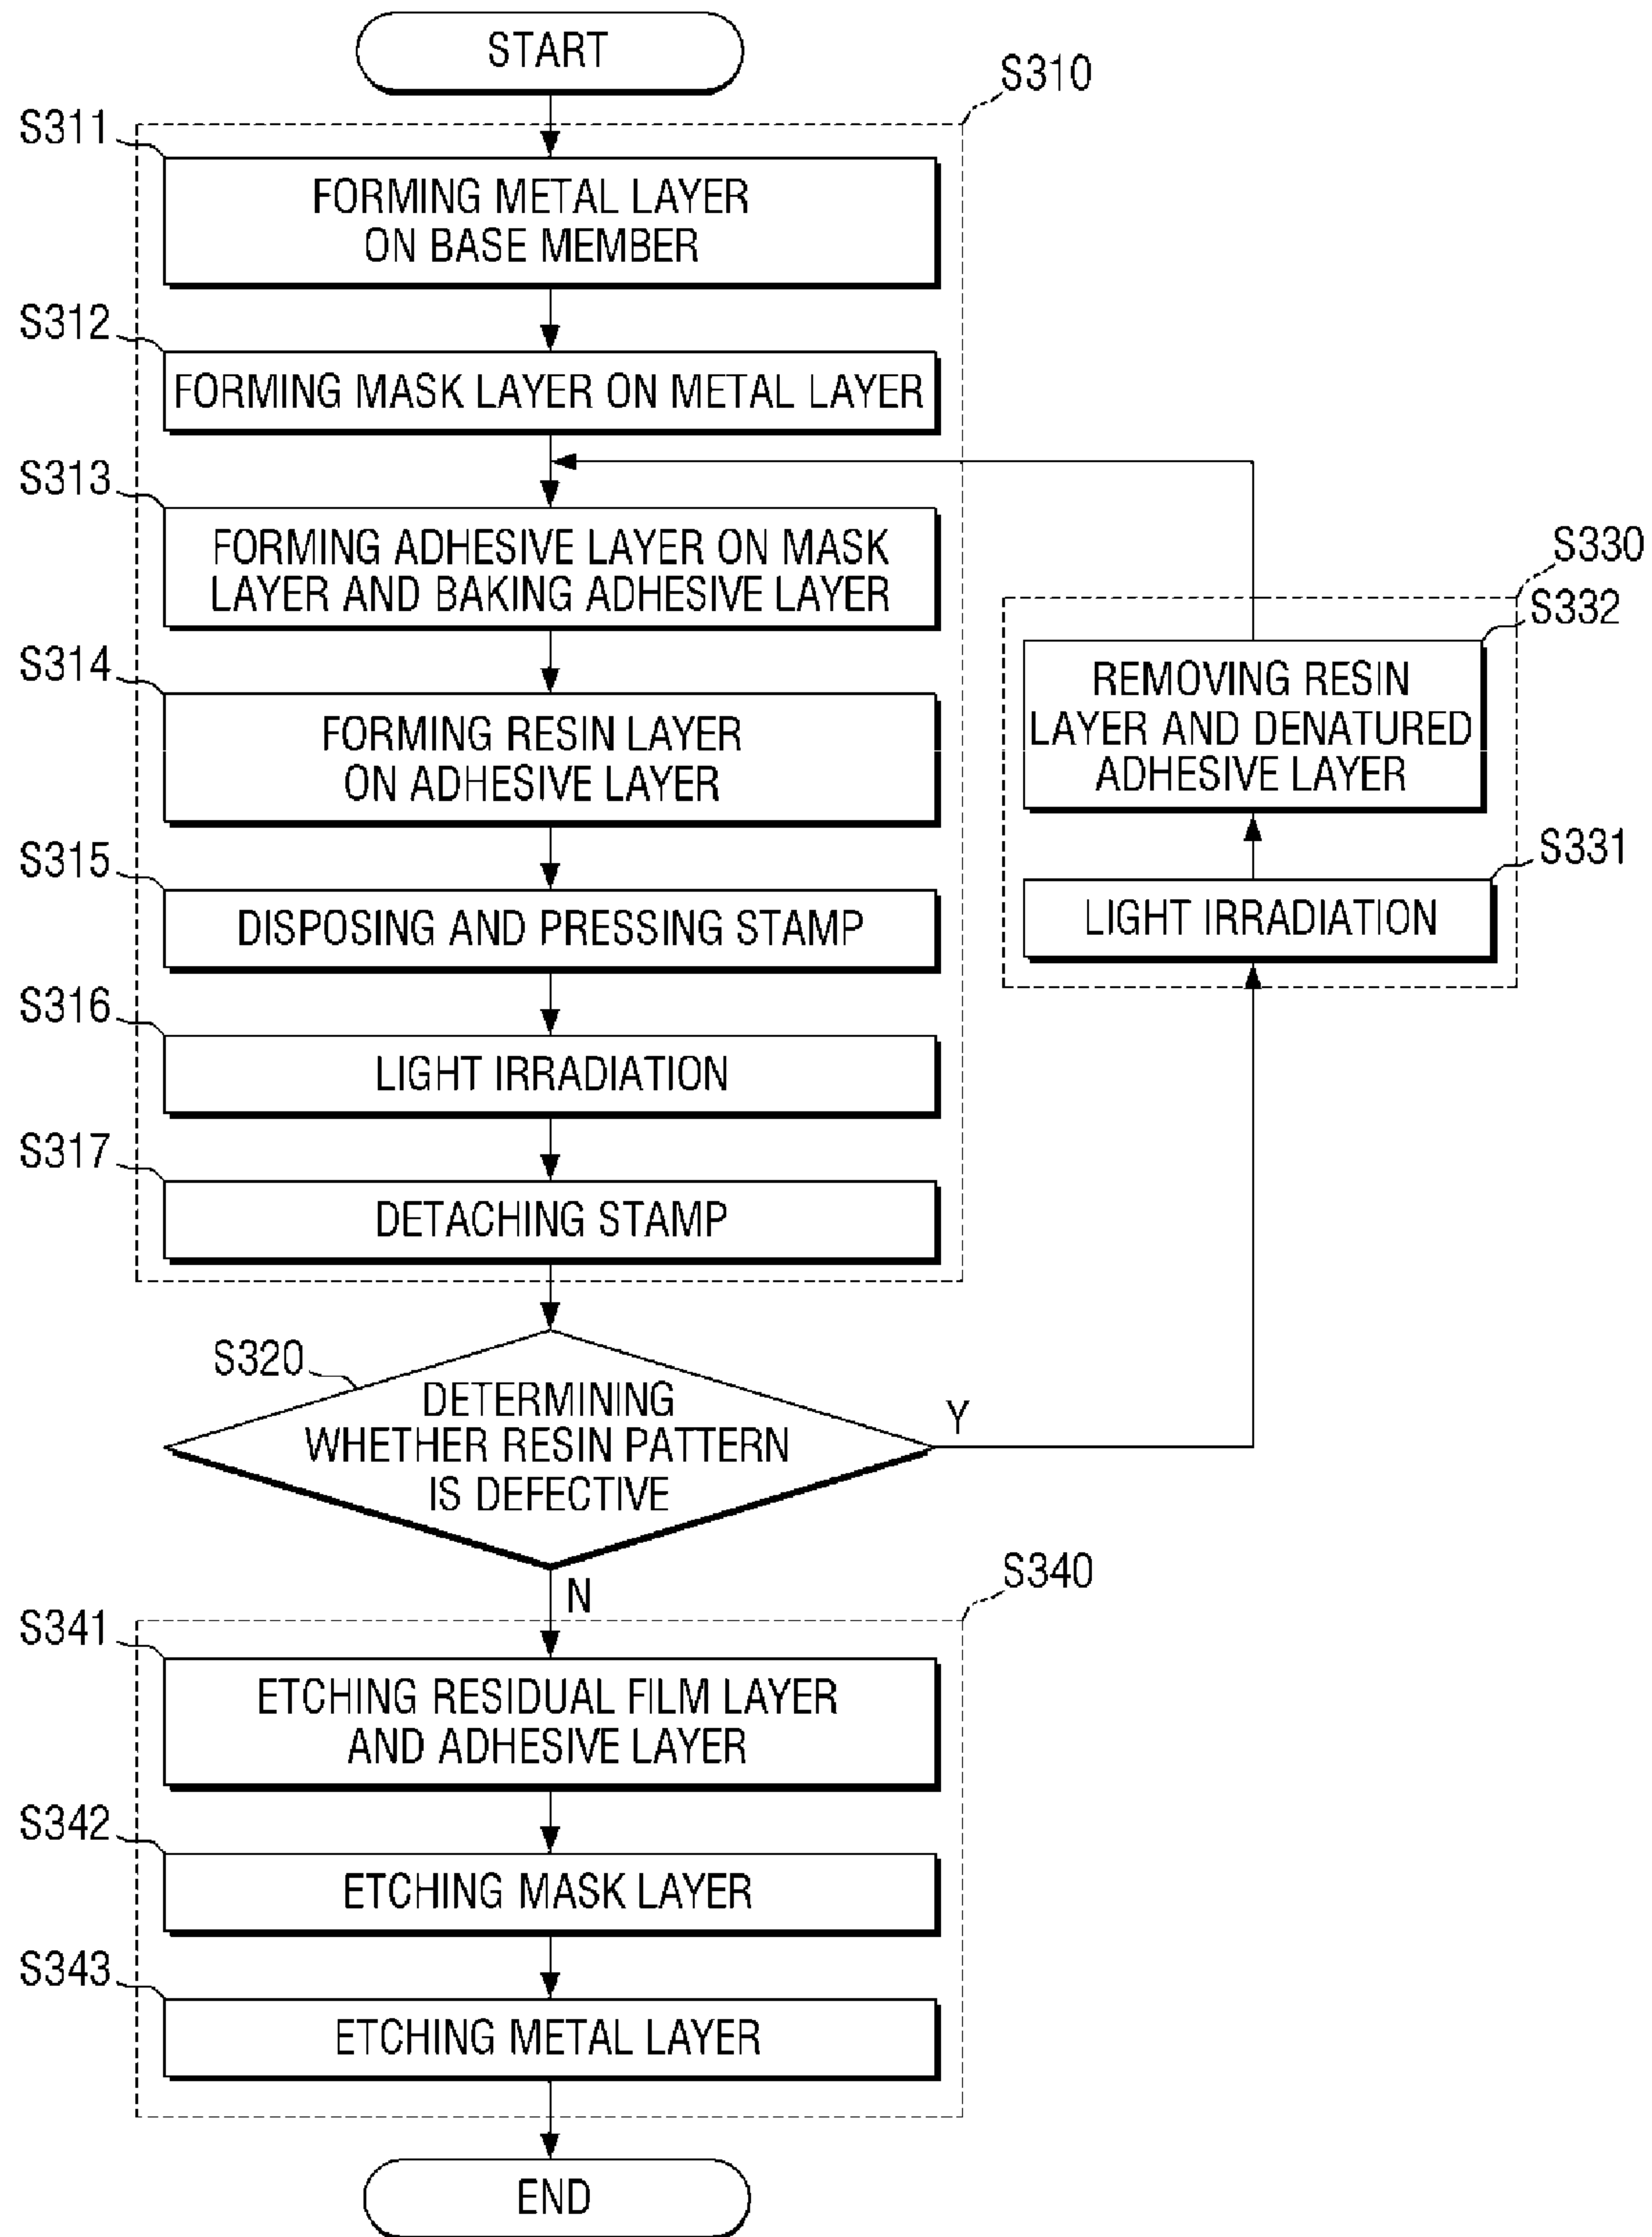 START
S310
S311
FORMING METAL LAYER
ON BASE MEMBER
S312
FORMING MASK LAYER ON METAL LAYER
S313
FORMING ADHESIVE LAYER ON MASK
LAYER AND BAKING ADHESIVE LAYER
S314
FORMING RESIN LAYER
ON ADHESIVE LAYER
S315
DISPOSING AND PRESSING STAMP
S316
LIGHT IRRADIATION
S317
DETACHING STAMP
S320
DETERMINING
WHETHER RESIN PATTERN
IS DEFECTIVE
Y
N
S330
S332
REMOVING RESIN
LAYER AND DENATURED
ADHESIVE LAYER
S331
LIGHT IRRADIATION
S340
S341
ETCHING RESIDUAL FILM LAYER
AND ADHESIVE LAYER
S342
ETCHING MASK LAYER
S343
ETCHING METAL LAYER
END